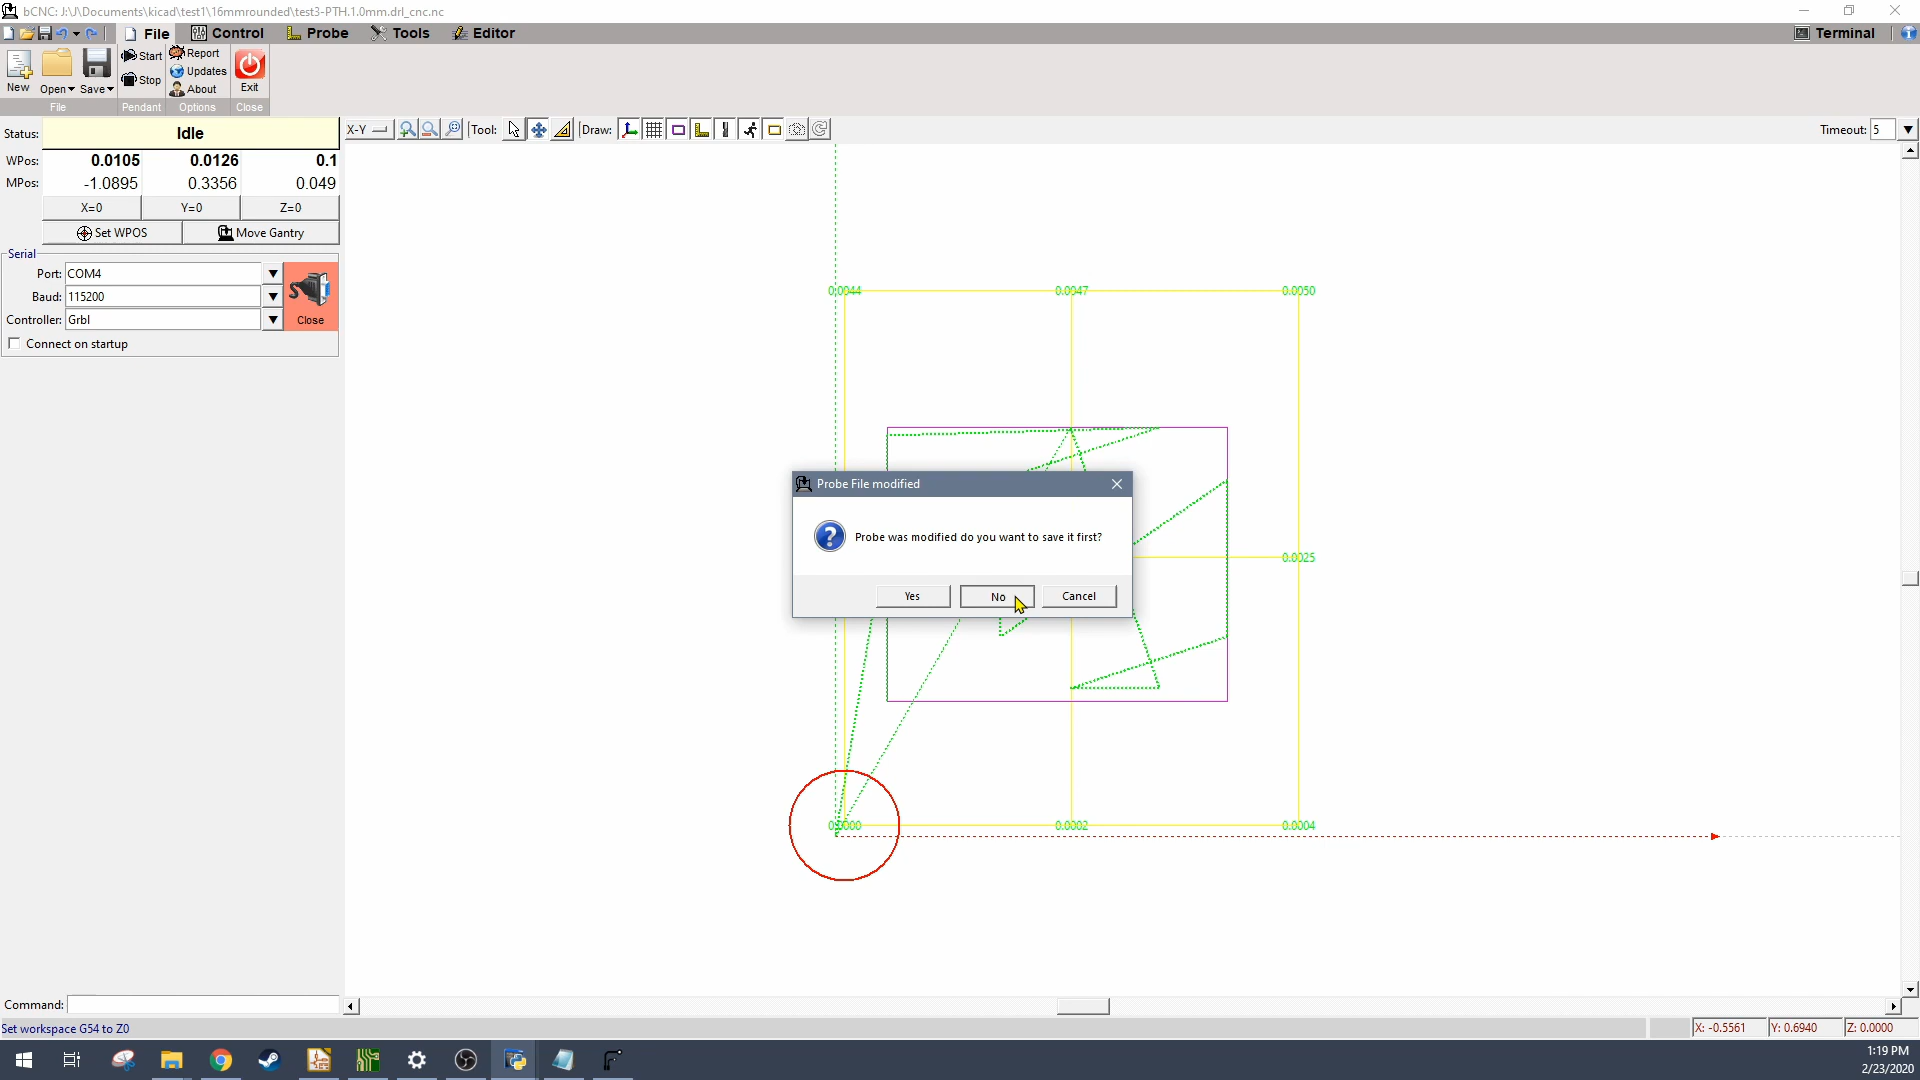 bCNC: J:\J\Documents\kicad\test1\16mmrounded\test3-PTH.1.0mm.drl_cnc.nc
File
Control
Probe
Tools
Editor
Terminal
New
Open
Save
Start
Stop
Report
Updates
About
Exit
File
Pendant
Options
Close
Status:
Idle
X-Y
Tool:
Draw:
Timeout:
5
WPos:
0.0105
0.0126
0.1
MPos:
-1.0895
0.3356
0.049
X=0
Y=0
Z=0
Set WPOS
Move Gantry
Serial
Port:
COM4
Baud:
115200
Controller:
Grbl
Close
Connect on startup
0.0044
0.0047
0.0050
Probe File modified
Probe was modified do you want to save it first?
0.0025
Yes
No
Cancel
0.0000
0.0002
0.0004
Command:
Set workspace G54 to Z0
X: -0.5561
Y: 0.6940
Z: 0.0000
1:19 PM
2/23/2020